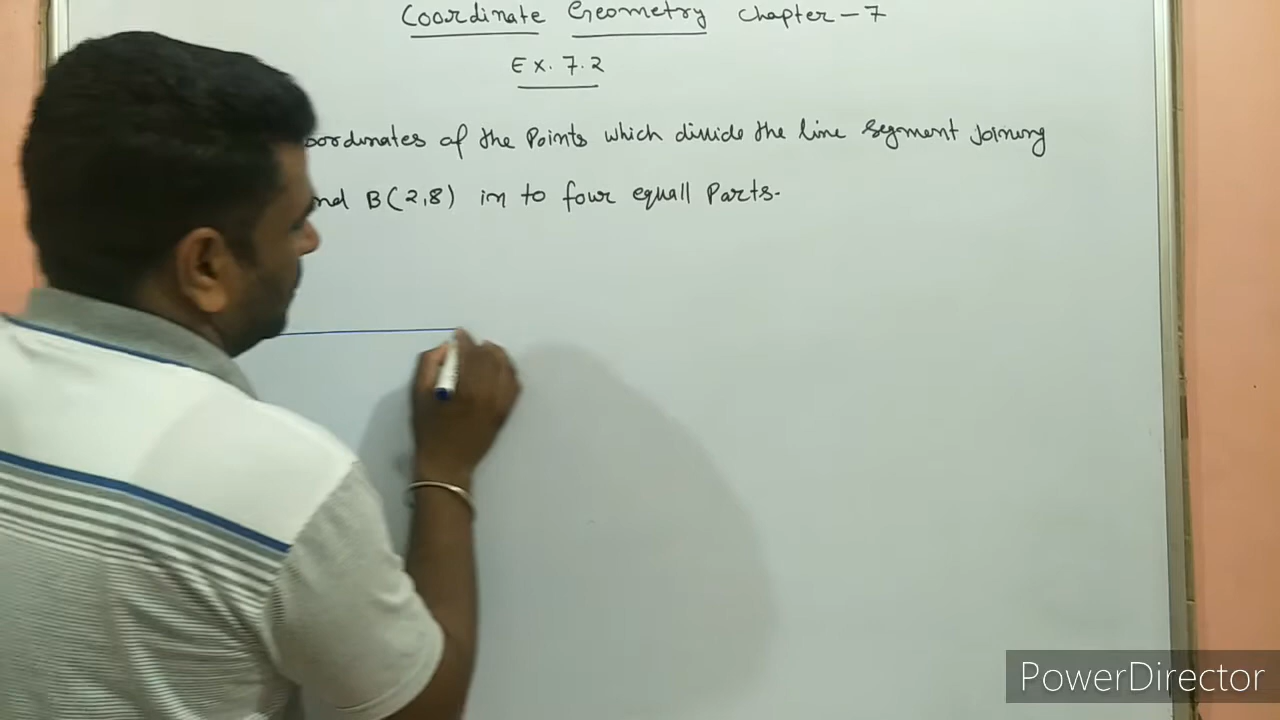 Coordinate Geometry Chapter-7
Ex. 7.2
oordinates of the Points which divide the line segment Joining
nd B(2,8) in to four equall Parts.
PowerDirector